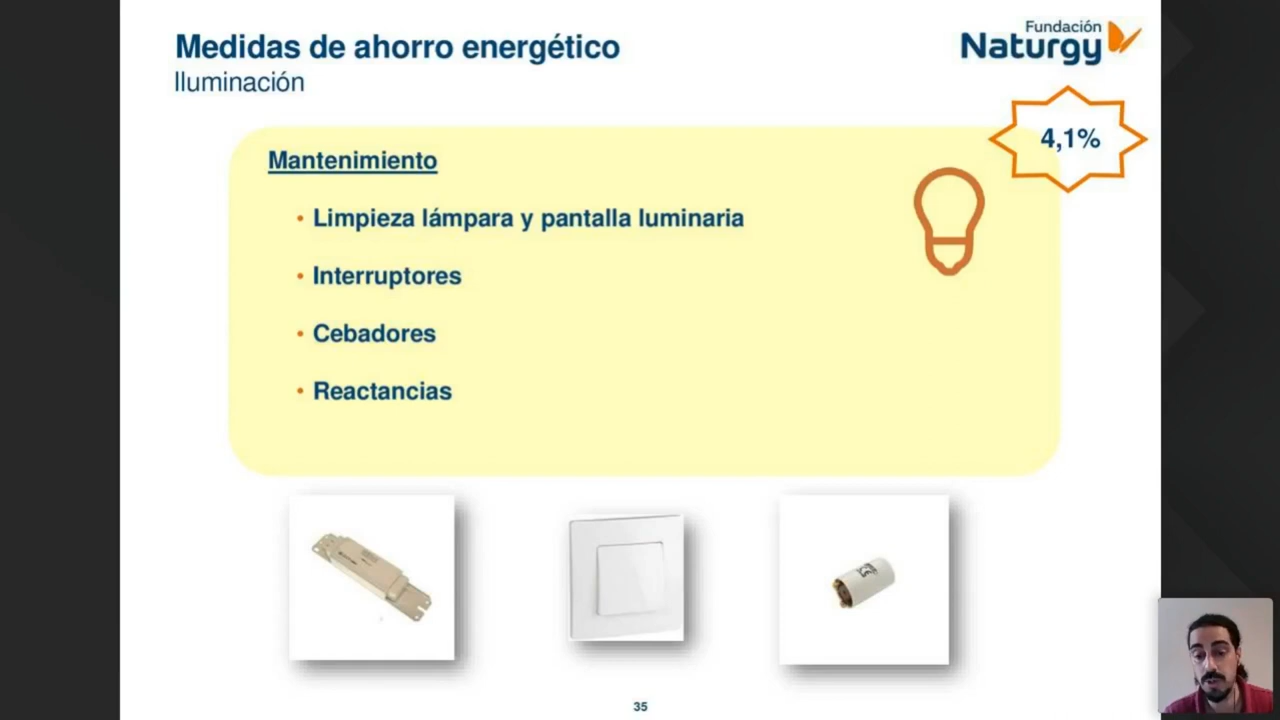 Medidas de ahorro energético
Iluminación
Fundación
Naturgy
4,1%
Mantenimiento
• Limpieza lámpara y pantalla luminaria
• Interruptores
• Cebadores
• Reactancias
35